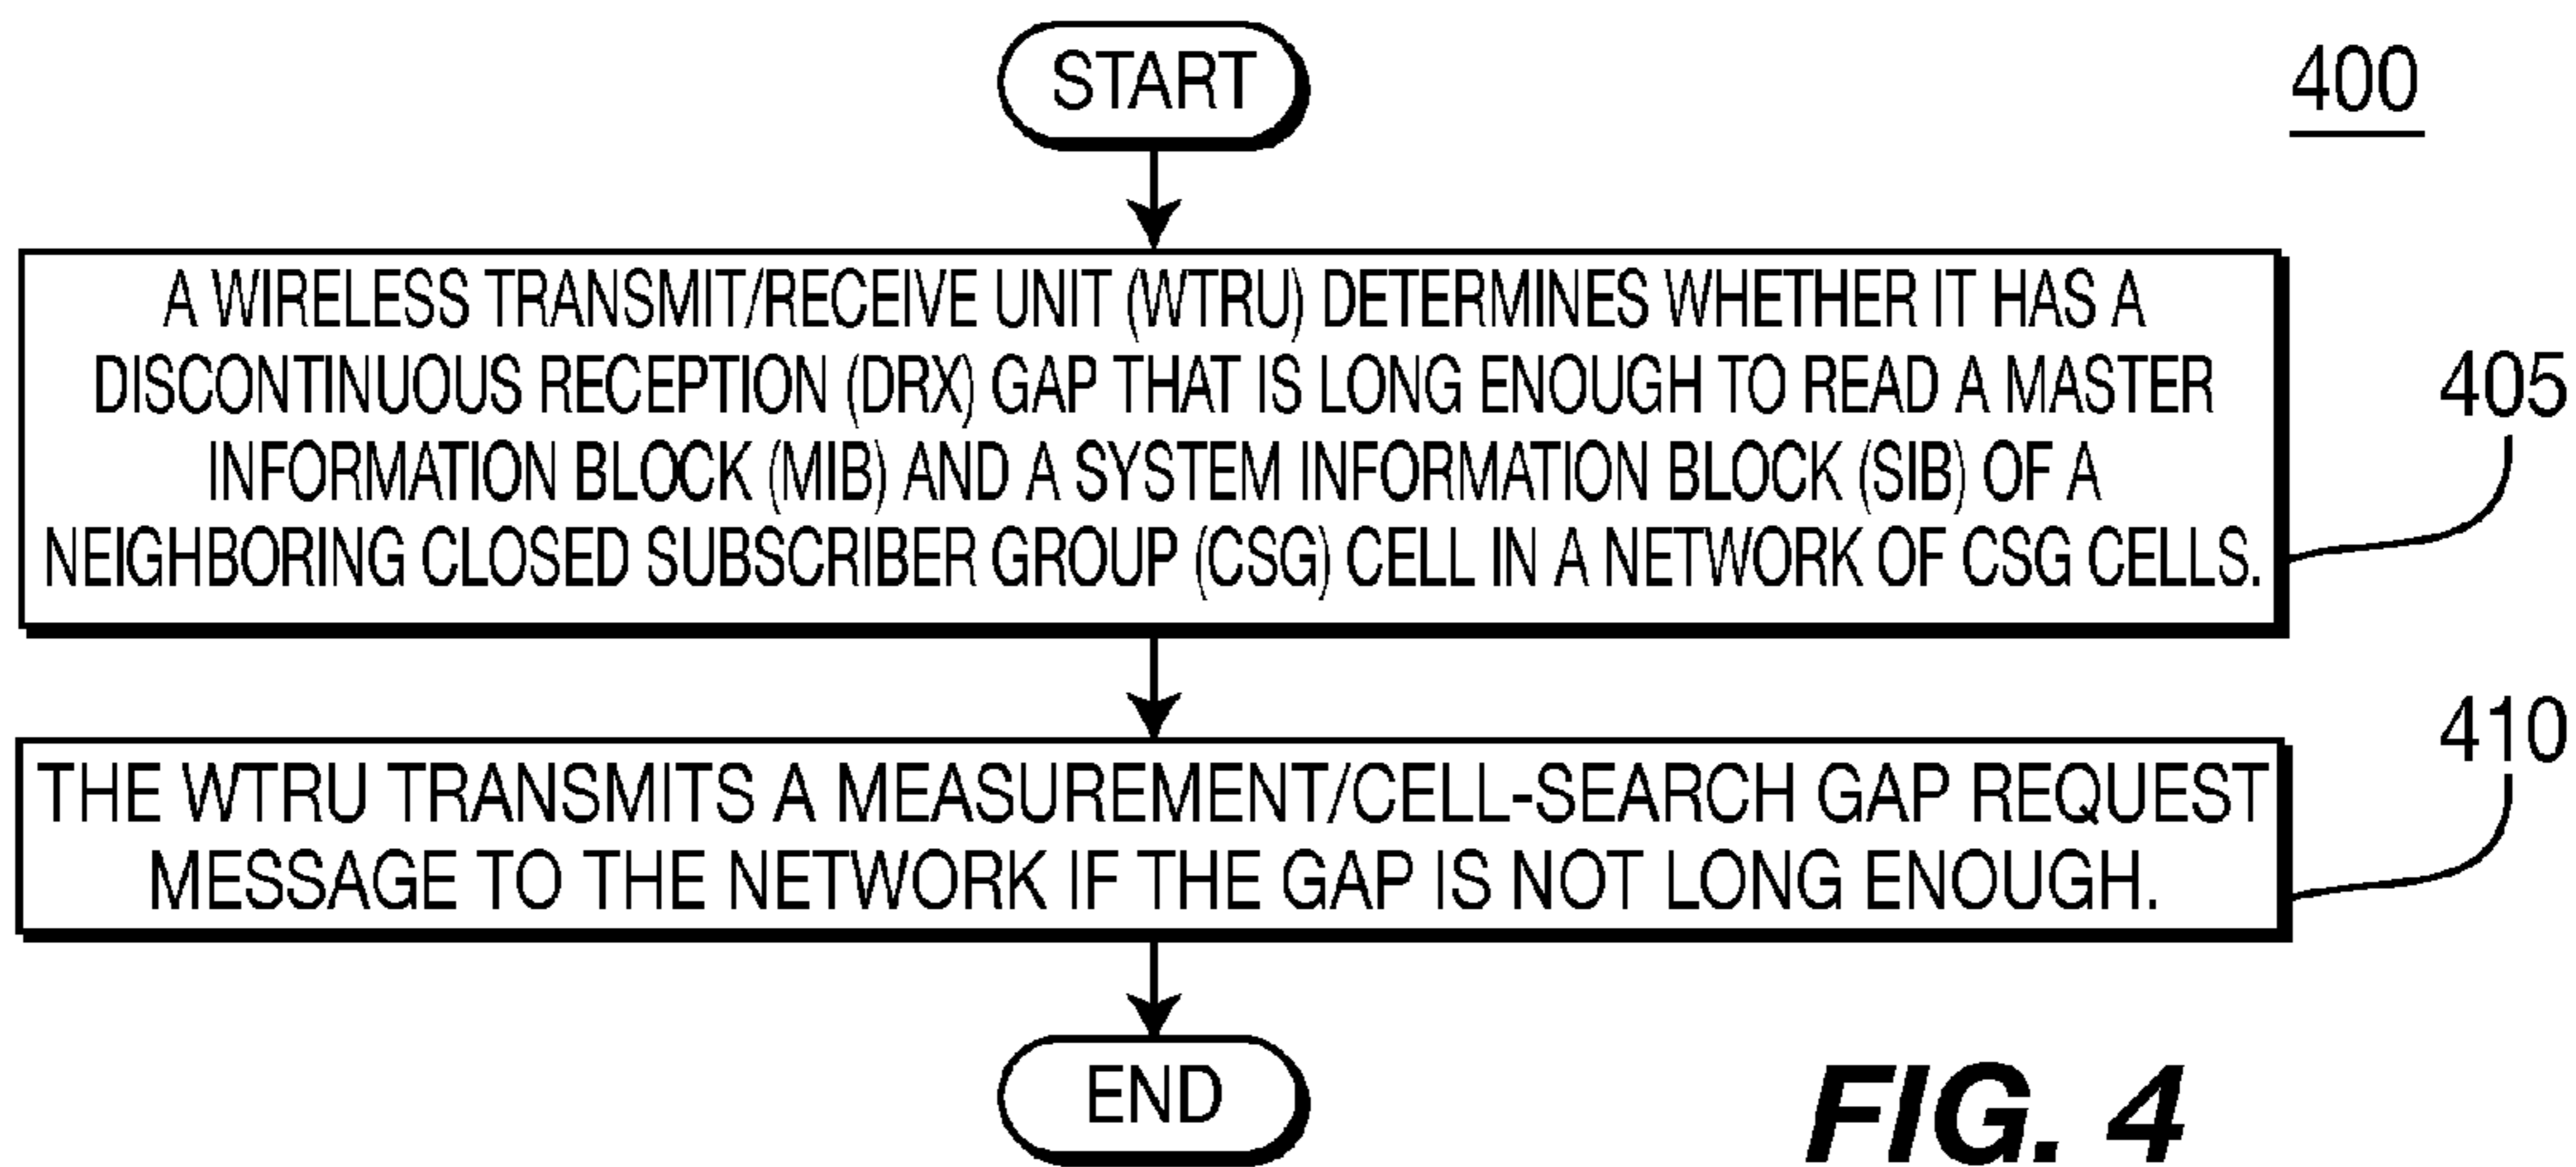 START
400
A WIRELESS TRANSMIT/RECEIVE UNIT (WTRU) DETERMINES WHETHER IT HAS A
DISCONTINUOUS RECEPTION (DRX) GAP THAT IS LONG ENOUGH TO READ A MASTER
INFORMATION BLOCK (MIB) AND A SYSTEM INFORMATION BLOCK (SIB) OF A
NEIGHBORING CLOSED SUBSCRIBER GROUP (CSG) CELL IN A NETWORK OF CSG CELLS.
405
THE WTRU TRANSMITS A MEASUREMENT/CELL-SEARCH GAP REQUEST
MESSAGE TO THE NETWORK IF THE GAP IS NOT LONG ENOUGH.
410
END
FIG. 4